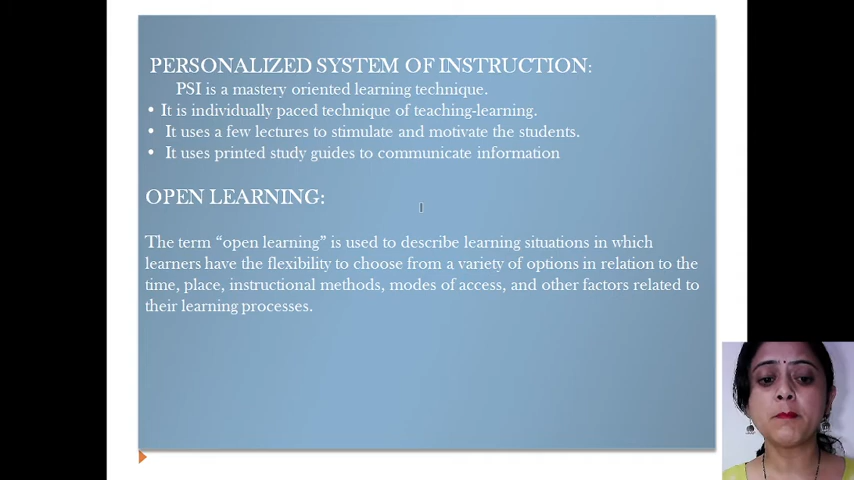 PERSONALIZED SYSTEM OF INSTRUCTION:
PSI is a mastery oriented learning technique.
• It is individually paced technique of teaching-learning.
• It uses a few lectures to stimulate and motivate the students.
• It uses printed study guides to communicate information
OPEN LEARNING:
The term “open learning” is used to describe learning situations in which
learners have the flexibility to choose from a variety of options in relation to the
time, place, instructional methods, modes of access, and other factors related to
their learning processes.